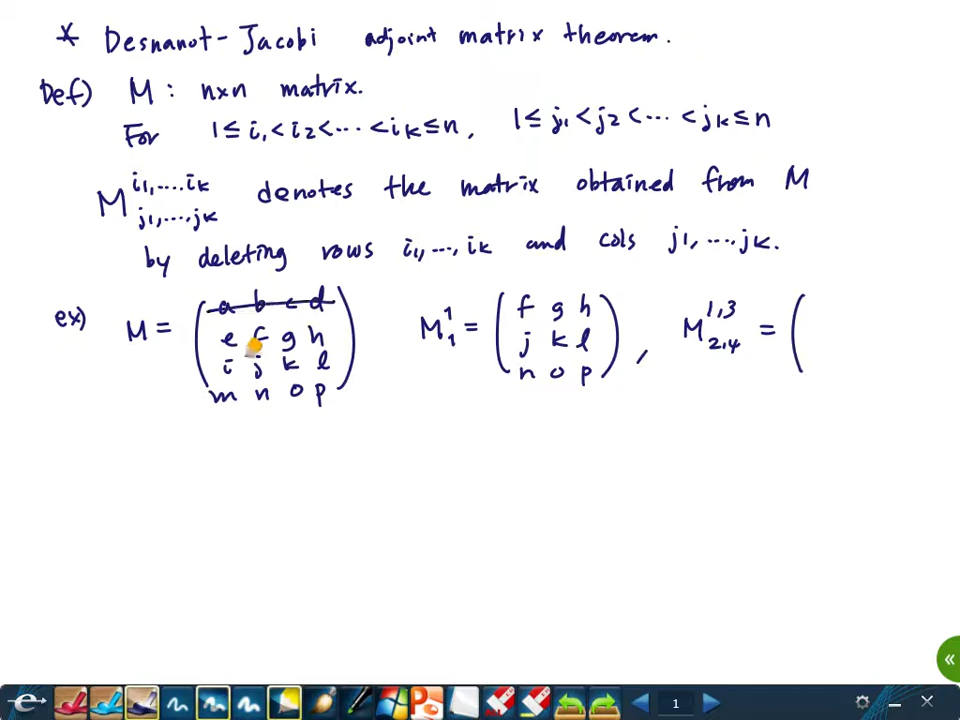 * Desnanot-Jacobi adjoint matrix theorem.
Def) M : n×n matrix.
For 1 ≤ i1 < i2 < ... < ik ≤ n, 1 ≤ j1 < j2 < ... < jk ≤ n
M^{i1,...,ik}_{j1,...,jk} denotes the matrix obtained from M
by deleting rows i1,...,ik and cols j1,...,jk.
ex) M = (a b c d
e f g h
i j k l
m n o p)
M^1_1 = (f g h
j k l
n o p) ,
M^{1,3}_{2,4} = (
1